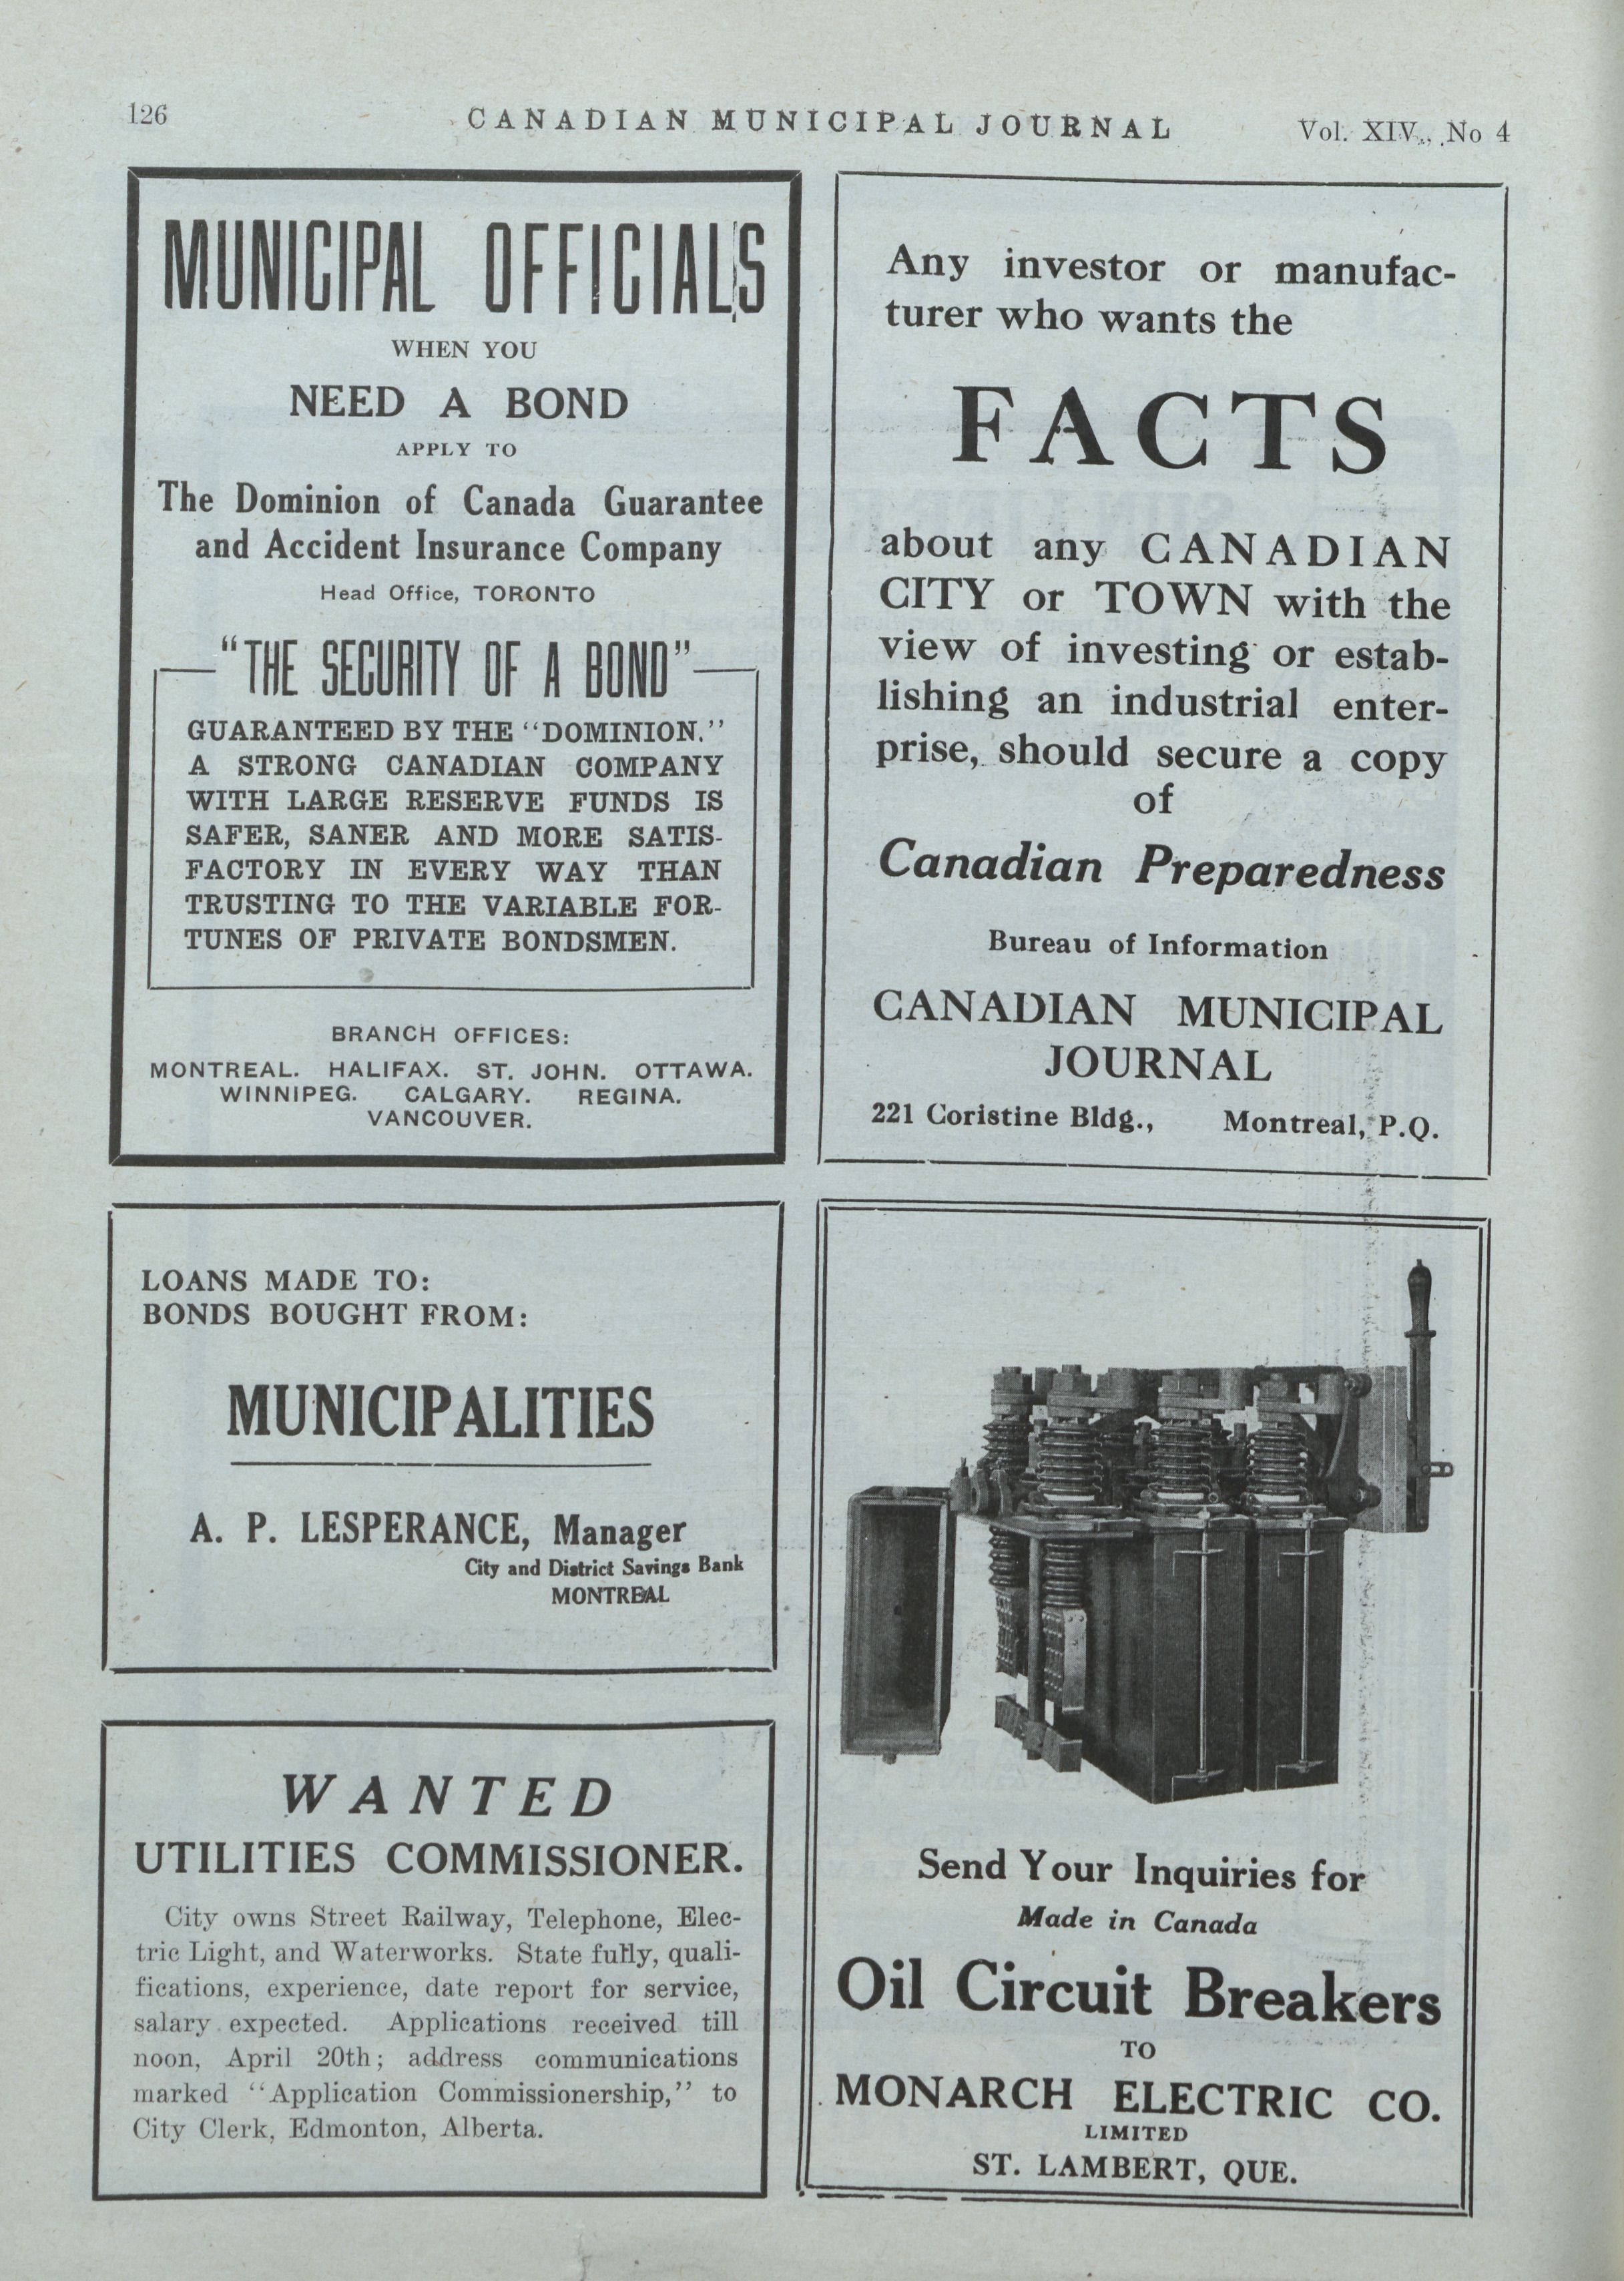 126
CANADIAN MUNICIPAL JOURNAL
Vol. XIV., No 4
MUNICIPAL OFFICIALS
WHEN YOU
NEED A BOND
APPLY TO
The Dominion of Canada Guarantee
and Accident Insurance Company
Head Office, TORONTO
"THE SECURITY OF A BOND"
GUARANTEED BY THE "DOMINION."
A STRONG CANADIAN COMPANY
WITH LARGE RESERVE FUNDS IS
SAFER, SANER AND MORE SATIS-
FACTORY IN EVERY WAY THAN
TRUSTING TO THE VARIABLE FOR-
TUNES OF PRIVATE BONDSMEN.
BRANCH OFFICES:
MONTREAL. HALIFAX. ST. JOHN. OTTAWA.
WINNIPEG. CALGARY. REGINA.
VANCOUVER.
LOANS MADE TO:
BONDS BOUGHT FROM:
MUNICIPALITIES
A. P. LESPERANCE, Manager
City and District Savings Bank
MONTREAL
WANTED
UTILITIES COMMISSIONER.
City owns Street Railway, Telephone, Elec-
tric Light, and Waterworks. State fully, quali-
fications, experience, date report for service,
salary expected. Applications received till
noon, April 20th; address communications
marked "Application Commissionership," to
City Clerk, Edmonton, Alberta.
Any investor or manufac-
turer who wants the
FACTS
about any CANADIAN
CITY or TOWN with the
view of investing or estab-
lishing an industrial enter-
prise, should secure a copy
of
Canadian Preparedness
Bureau of Information
CANADIAN MUNICIPAL
JOURNAL
221 Coristine Bldg., Montreal, P.Q.
Send Your Inquiries for
Made in Canada
Oil Circuit Breakers
TO
MONARCH ELECTRIC CO.
LIMITED
ST. LAMBERT, QUE.